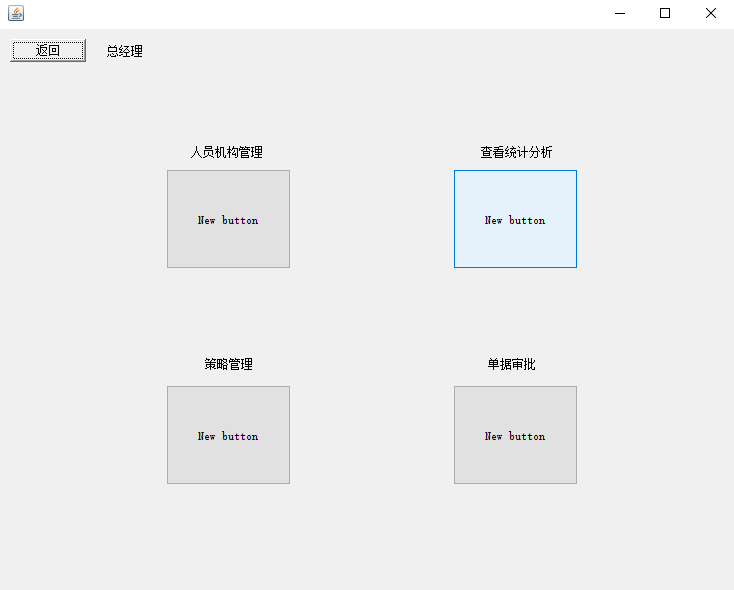 返回
总经理
人员机构管理
查看统计分析
New button
New button
策略管理
单据审批
New button
New button